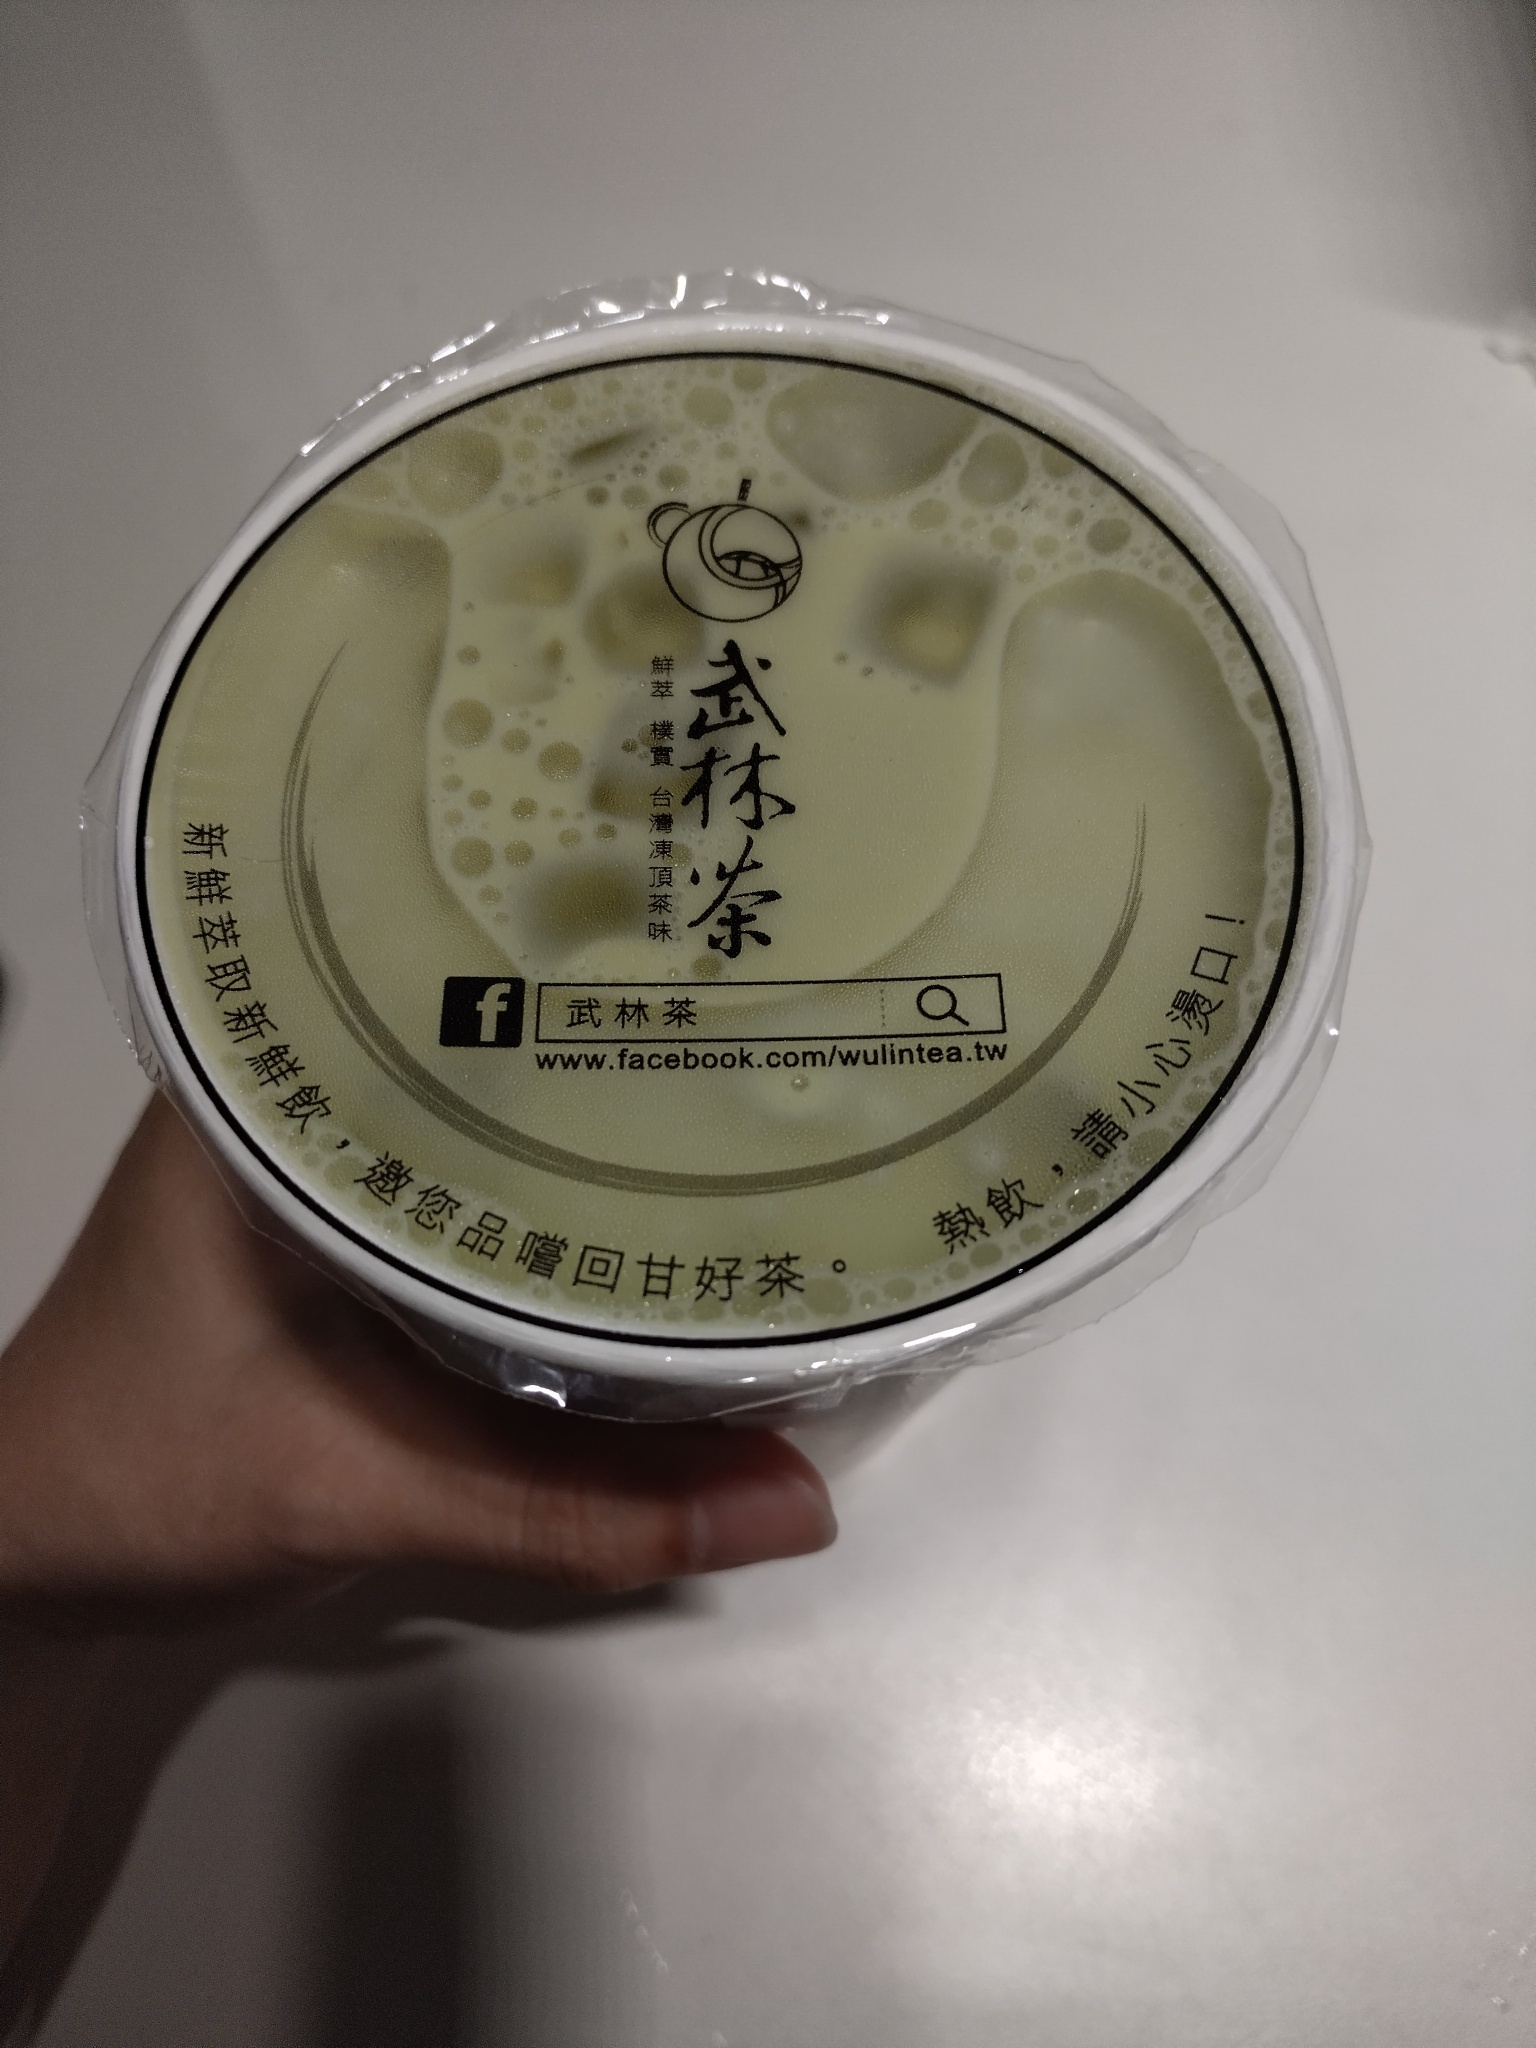 武林茶
鮮萃 樸實 台灣凍頂茶味
f 武林茶
www.facebook.com/wulintea.tw
新鮮萃取新鮮飲，邀您品嚐回甘好茶。 熱飲，請小心燙口！